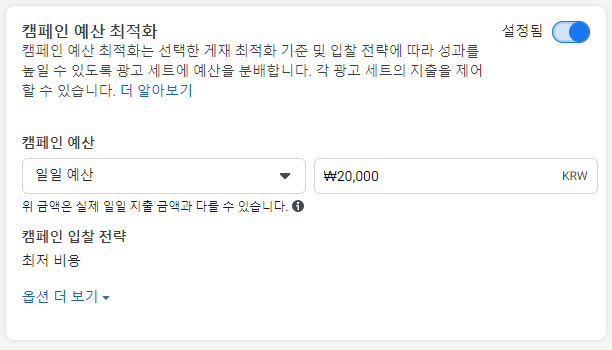 캠페인 예산 최적화
설정됨
캠페인 예산 최적화는 선택한 게재 최적화 기준 및 입찰 전략에 따라 성과를
높일 수 있도록 광고 세트에 예산을 분배합니다. 각 광고 세트의 지출을 제어
할 수 있습니다. 더 알아보기
캠페인 예산
일일 예산
₩20,000 KRW
위 금액은 실제 일일 지출 금액과 다를 수 있습니다.
캠페인 입찰 전략
최저 비용
옵션 더 보기